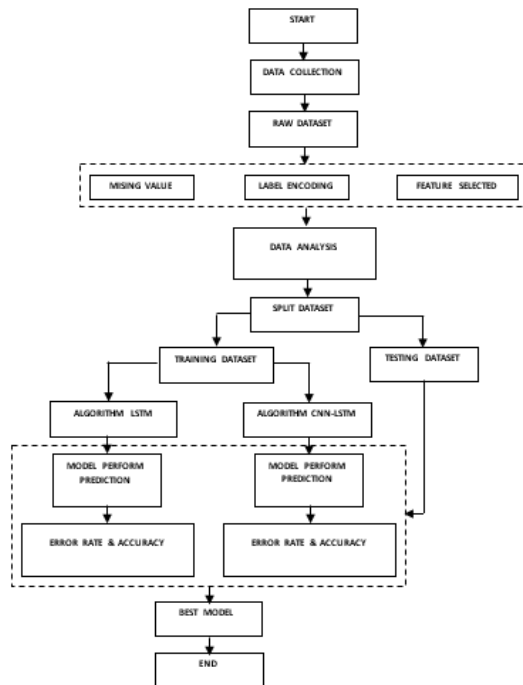 START
DATA COLLECTION
RAW DATASET
MISING VALUE
LABEL ENCODING
FEATURE SELECTED
DATA ANALYSIS
SPLIT DATASET
TRAINING DATASET
TESTING DATASET
ALGORITHM LSTM
ALGORITHM CNN-LSTM
MODEL PERFORM
PREDICTION
MODEL PERFORM
PREDICTION
ERROR RATE & ACCURACY
ERROR RATE & ACCURACY
BEST MODEL
END